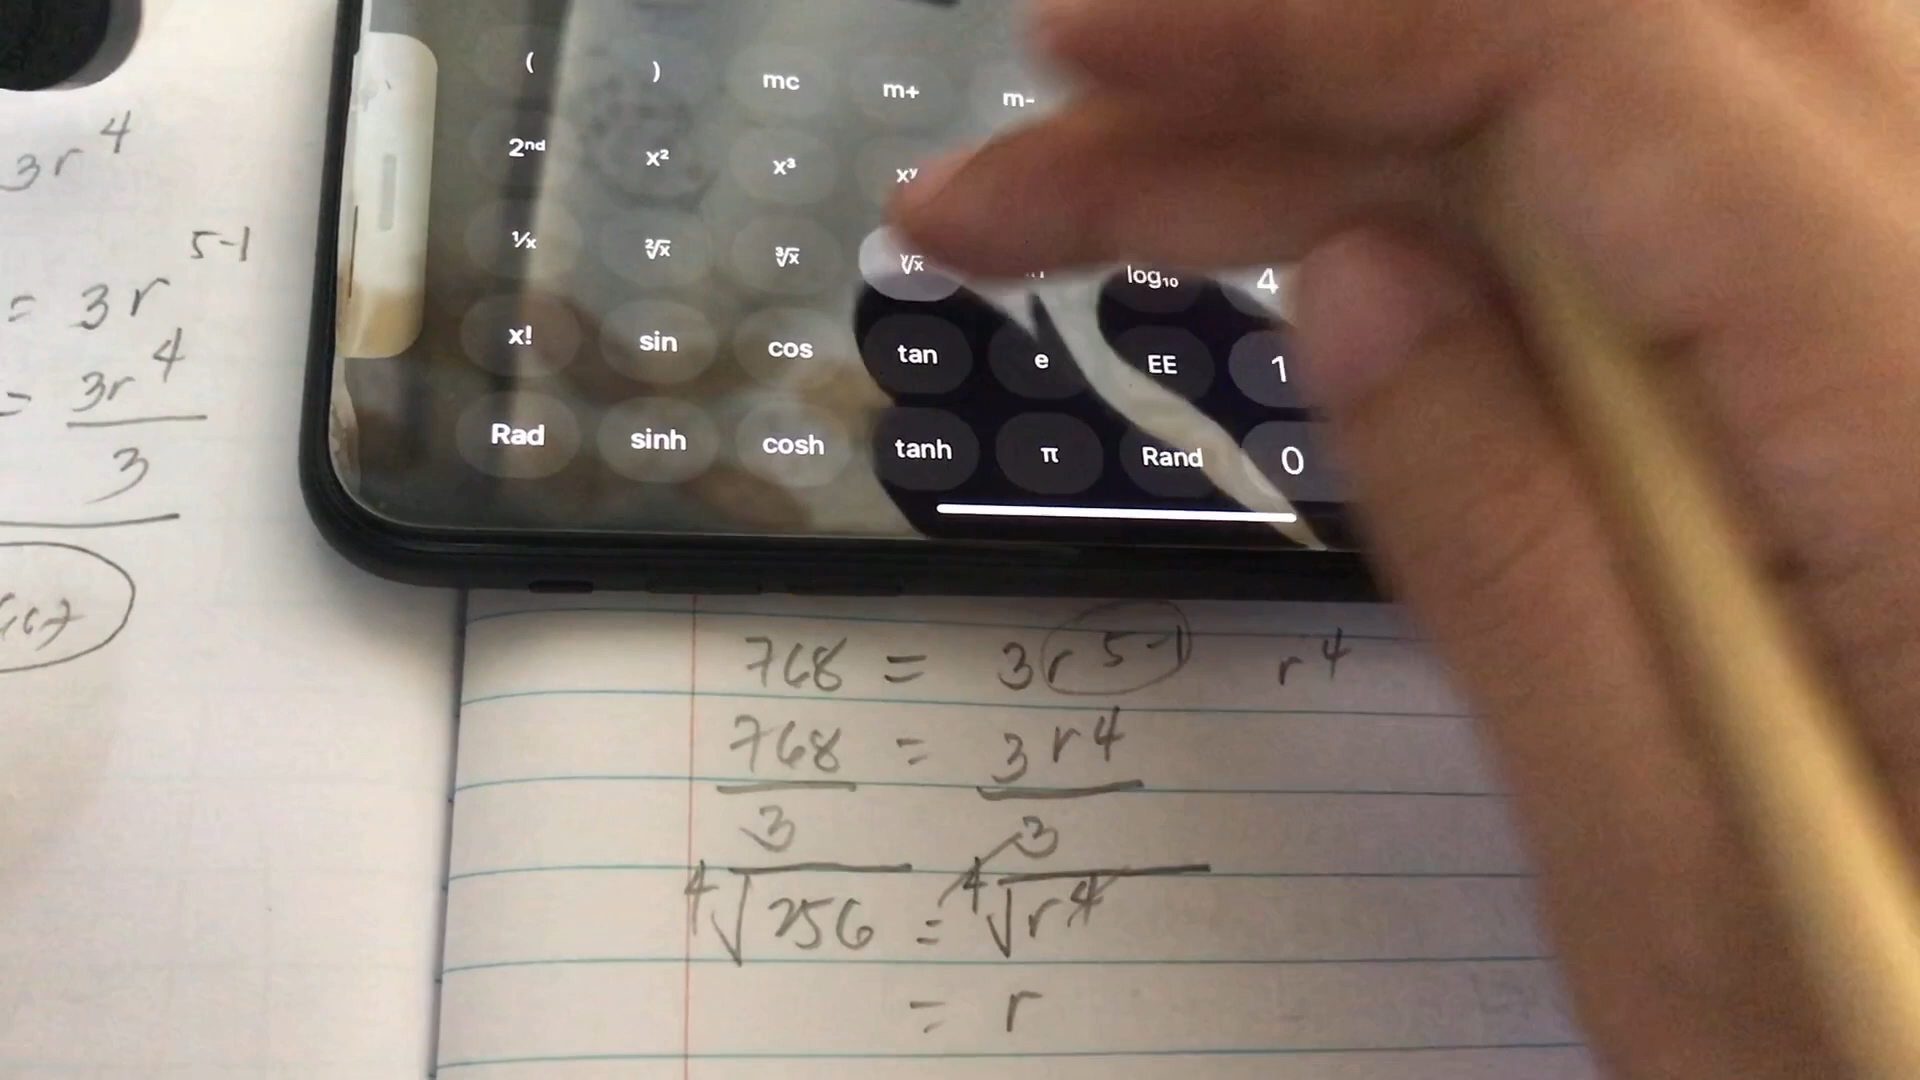 3r⁴
5-1
= 3r
= 3r⁴
3
( ) mc m+ m-
2ⁿᵈ x² x³ xʸ
¹/x ²√x ³√x ʸ√x log₁₀ 4
x! sin cos tan e EE 1
Rad sinh cosh tanh π Rand 0
768 = 3r⁵⁻¹ r⁴
768 = 3r⁴
3 3
⁴√256 = ⁴√r⁴
= r